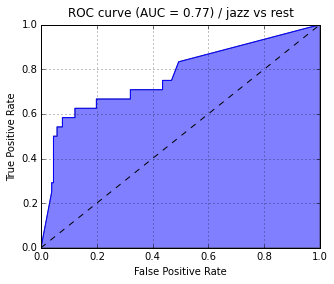 ROC curve (AUC = 0.77) / jazz vs rest
True Positive Rate
1.0
0.8
0.6
0.4
0.2
0.0
0.0 0.2 0.4 0.6 0.8 1.0
False Positive Rate